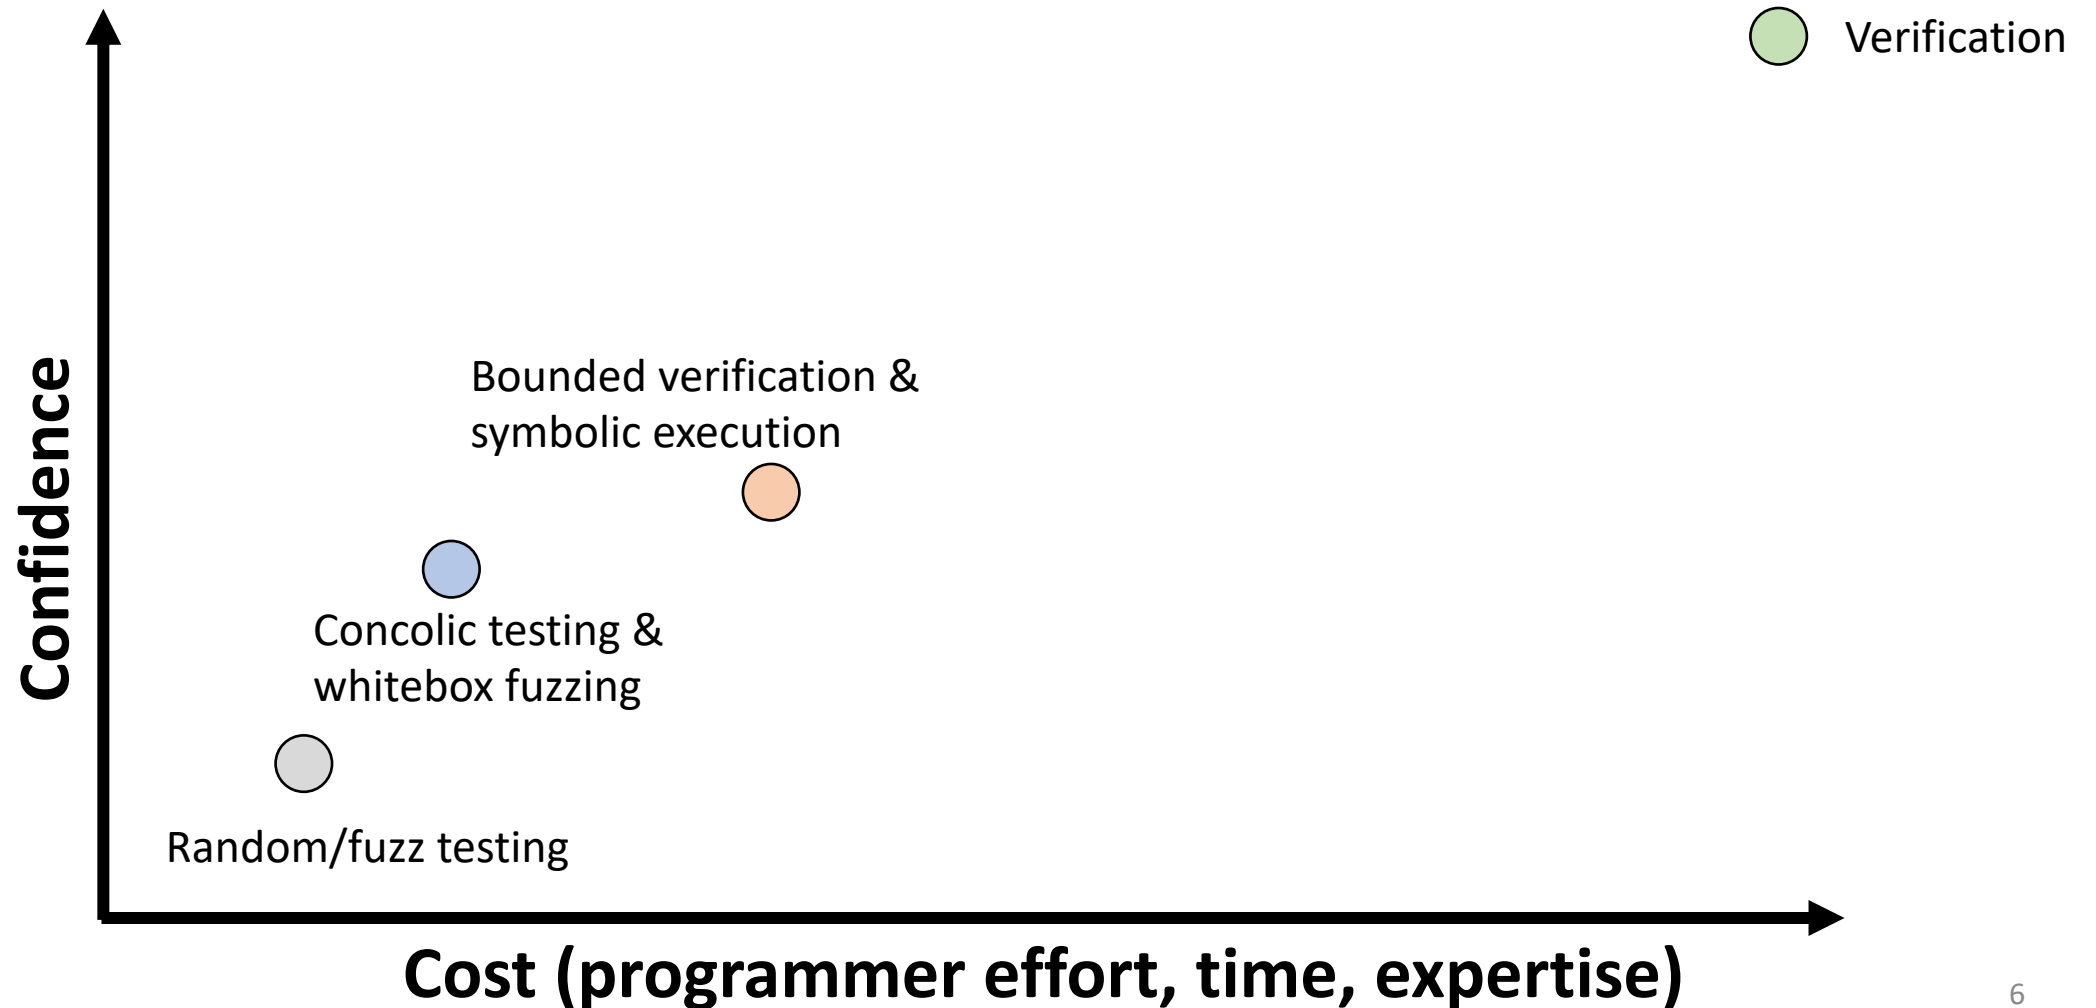 Verification
Bounded verification &
symbolic execution
Confidence
Concolic testing &
whitebox fuzzing
Random/fuzz testing
Cost (programmer effort, time, expertise)
6